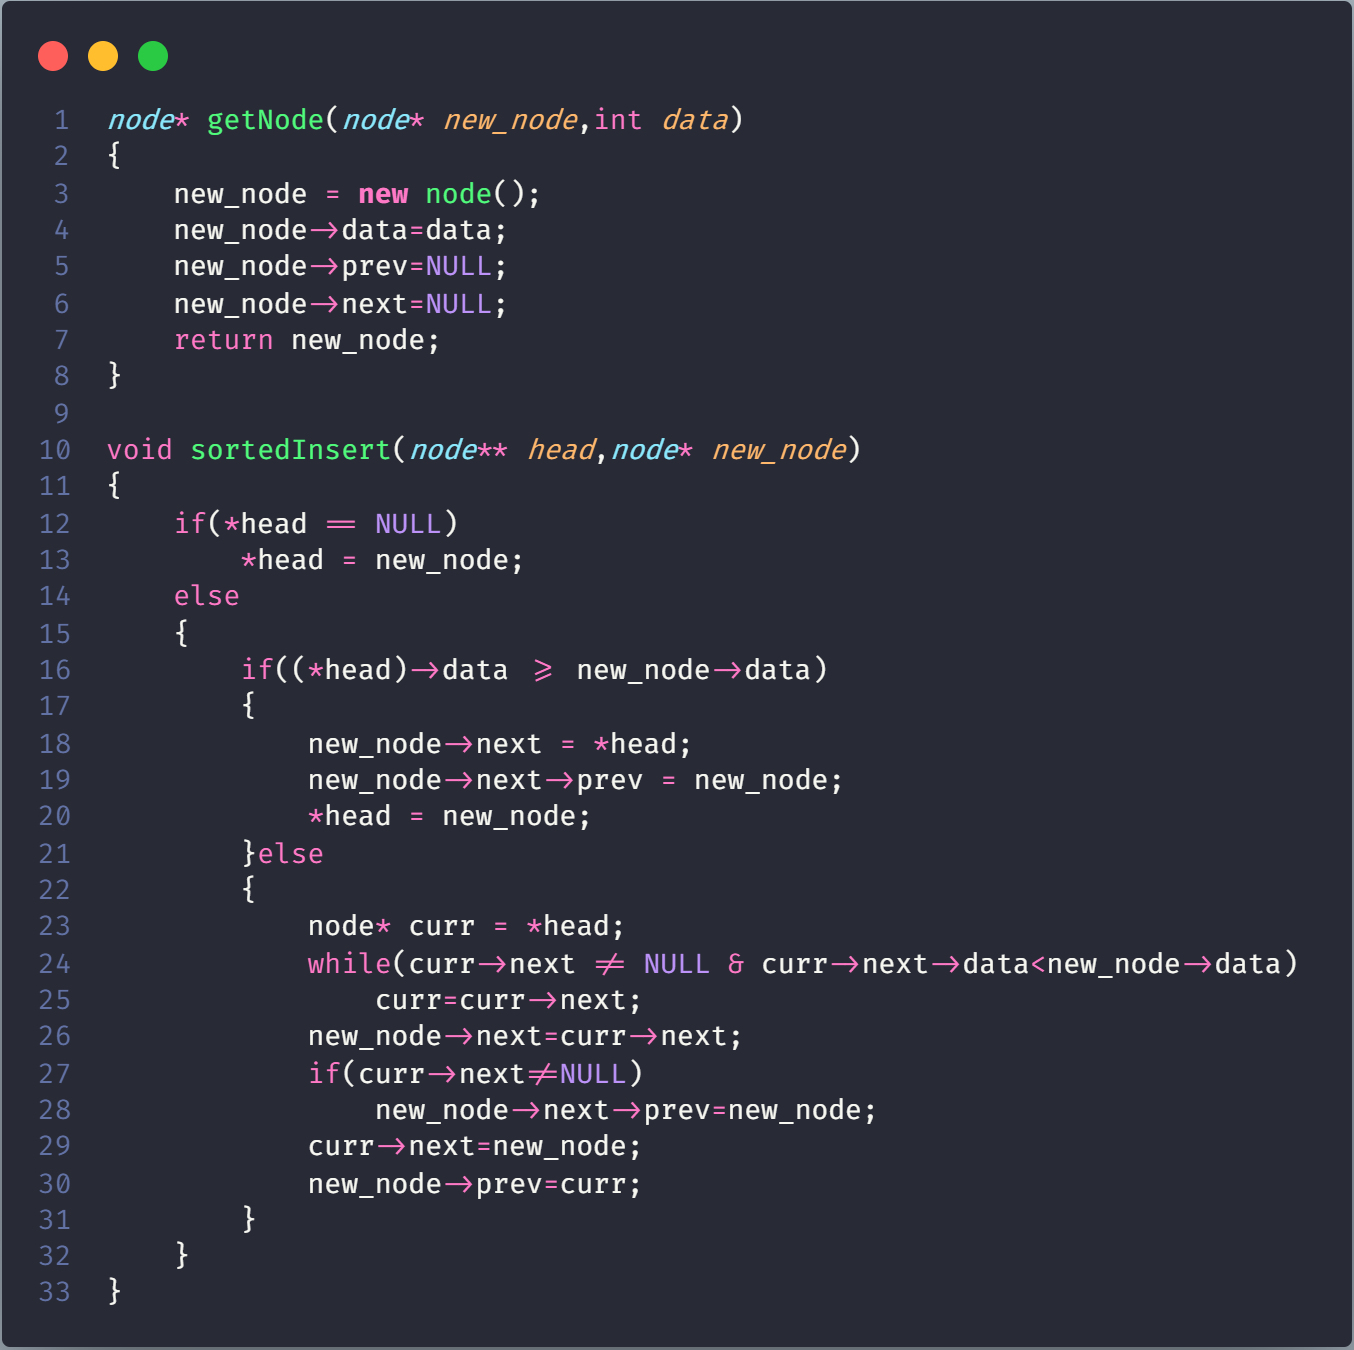 1 node* getNode(node* new_node,int data)
2 {
3     new_node = new node();
4     new_node->data=data;
5     new_node->prev=NULL;
6     new_node->next=NULL;
7     return new_node;
8 }
9
10 void sortedInsert(node** head,node* new_node)
11 {
12     if(*head == NULL)
13         *head = new_node;
14     else
15     {
16         if((*head)->data >= new_node->data)
17         {
18             new_node->next = *head;
19             new_node->next->prev = new_node;
20             *head = new_node;
21         }else
22         {
23             node* curr = *head;
24             while(curr->next != NULL & curr->next->data<new_node->data)
25                 curr=curr->next;
26             new_node->next=curr->next;
27             if(curr->next!=NULL)
28                 new_node->next->prev=new_node;
29             curr->next=new_node;
30             new_node->prev=curr;
31         }
32     }
33 }